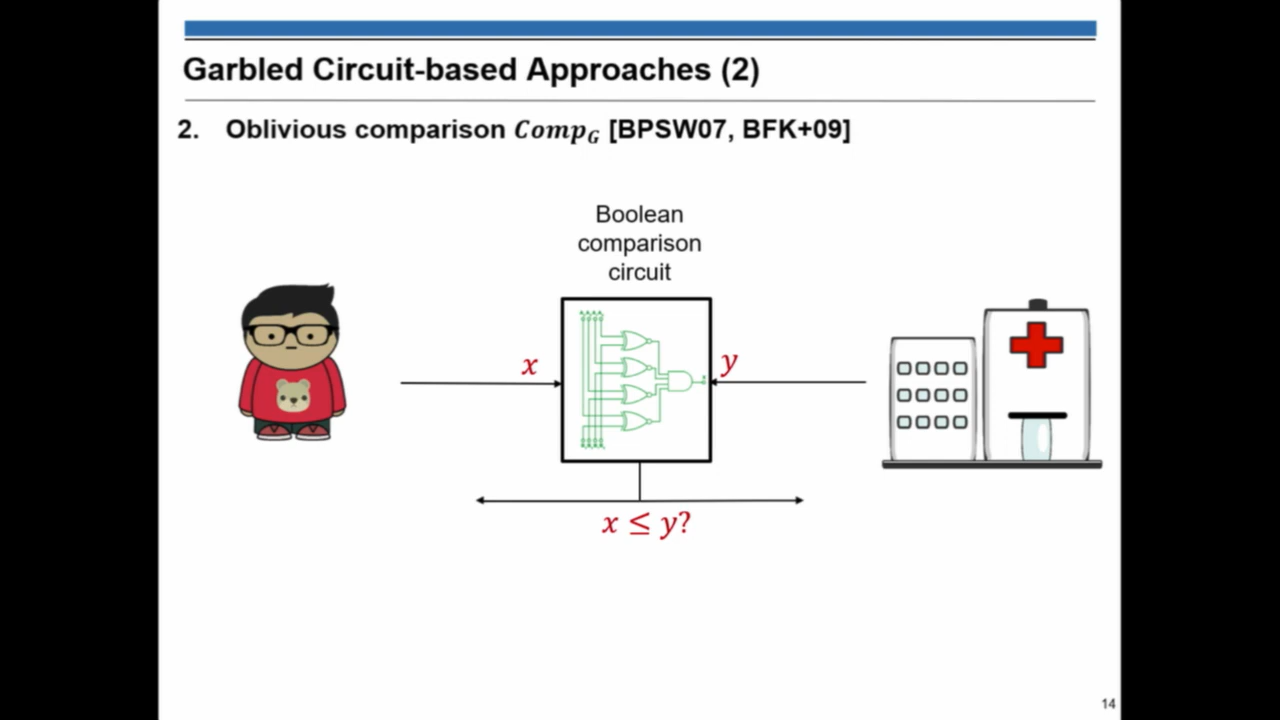 Garbled Circuit-based Approaches (2)
2. Oblivious comparison Comp_G [BPSW07, BFK+09]
Boolean
comparison
circuit
x
y
x ≤ y?
14